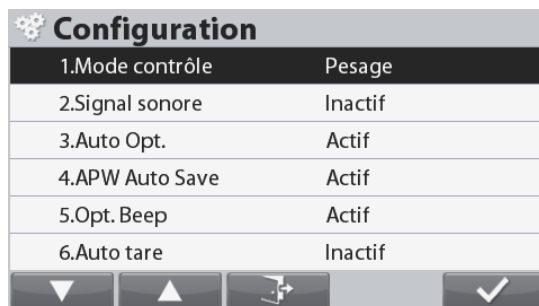 Configuration
1.Mode contrôle Pesage
2.Signal sonore Inactif
3.Auto Opt. Actif
4.APW Auto Save Actif
5.Opt. Beep Actif
6.Auto tare Inactif